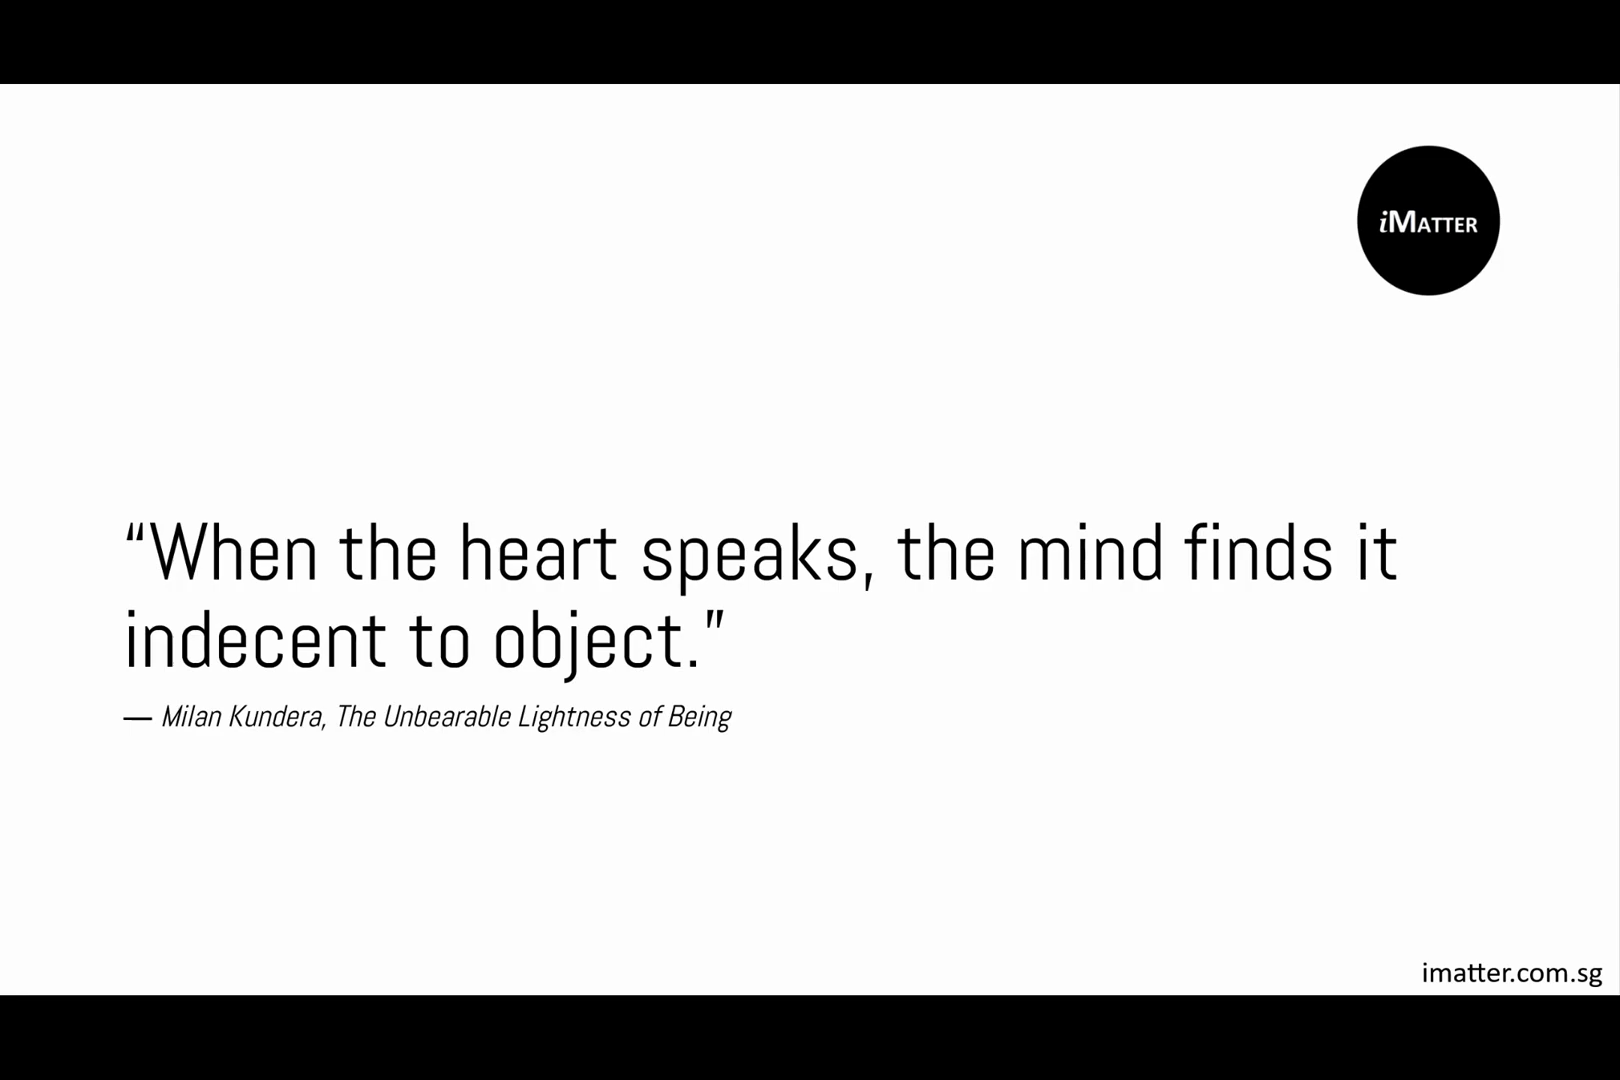 iMATTER
“When the heart speaks, the mind finds it
indecent to object.”
— Milan Kundera, The Unbearable Lightness of Being
imatter.com.sg